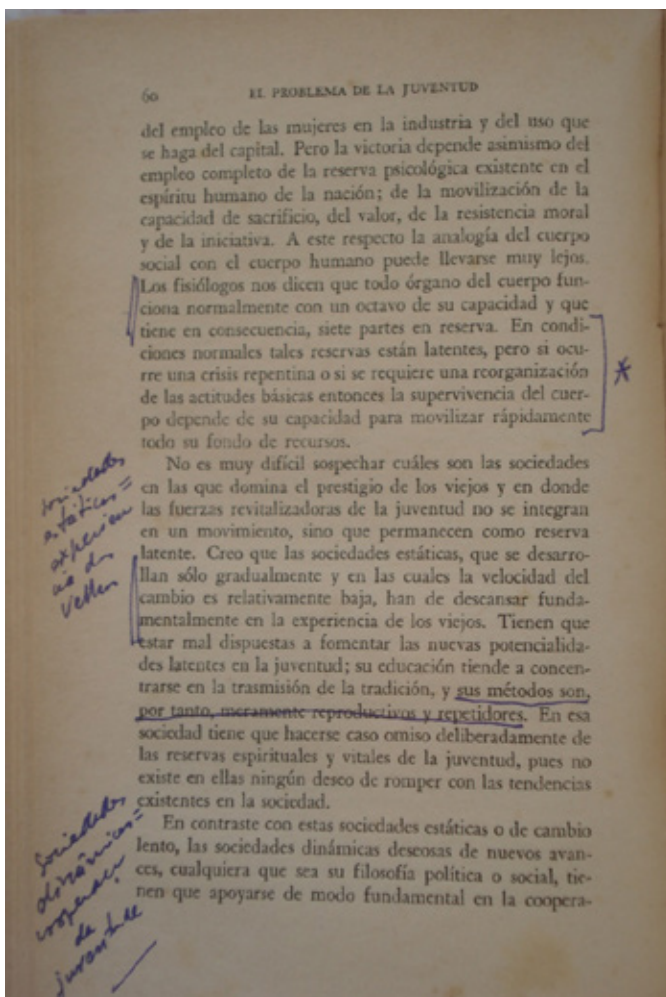 60 EL PROBLEMA DE LA JUVENTUD
del empleo de las mujeres en la industria y del uso que
se haga del capital. Pero la victoria depende asimismo del
empleo completo de la reserva psicológica existente en el
espíritu humano de la nación; de la movilización de la
capacidad de sacrificio, del valor, de la resistencia moral
y de la iniciativa. A este respecto la analogía del cuerpo
social con el cuerpo humano puede llevarse muy lejos.
Los fisiólogos nos dicen que todo órgano del cuerpo fun-
ciona normalmente con un octavo de su capacidad y que
tiene en consecuencia, siete partes en reserva. En condi-
ciones normales tales reservas están latentes, pero si ocu-
rre una crisis repentina o si se requiere una reorganización
de las actitudes básicas entonces la supervivencia del cuer-
po depende de su capacidad para movilizar rápidamente
todo su fondo de recursos.
No es muy difícil sospechar cuáles son las sociedades
en las que domina el prestigio de los viejos y en donde
las fuerzas revitalizadoras de la juventud no se integran
en un movimiento, sino que permanecen como reserva
latente. Creo que las sociedades estáticas, que se desarro-
llan sólo gradualmente y en las cuales la velocidad del
cambio es relativamente baja, han de descansar funda-
mentalmente en la experiencia de los viejos. Tienen que
estar mal dispuestas a fomentar las nuevas potencialida-
des latentes en la juventud; su educación tiende a concen-
trarse en la trasmisión de la tradición, y sus métodos son,
por tanto, meramente reproductivos y repetidores. En esa
sociedad tiene que hacerse caso omiso deliberadamente de
las reservas espirituales y vitales de la juventud, pues no
existe en ellas ningún deseo de romper con las tendencias
existentes en la sociedad.
En contraste con estas sociedades estáticas o de cambio
lento, las sociedades dinámicas deseosas de nuevos avan-
ces, cualquiera que sea su filosofía política o social, tie-
nen que apoyarse de modo fundamental en la coopera-
sociedades
estáticas =
Sociedades
dinámicas =
de
juventude